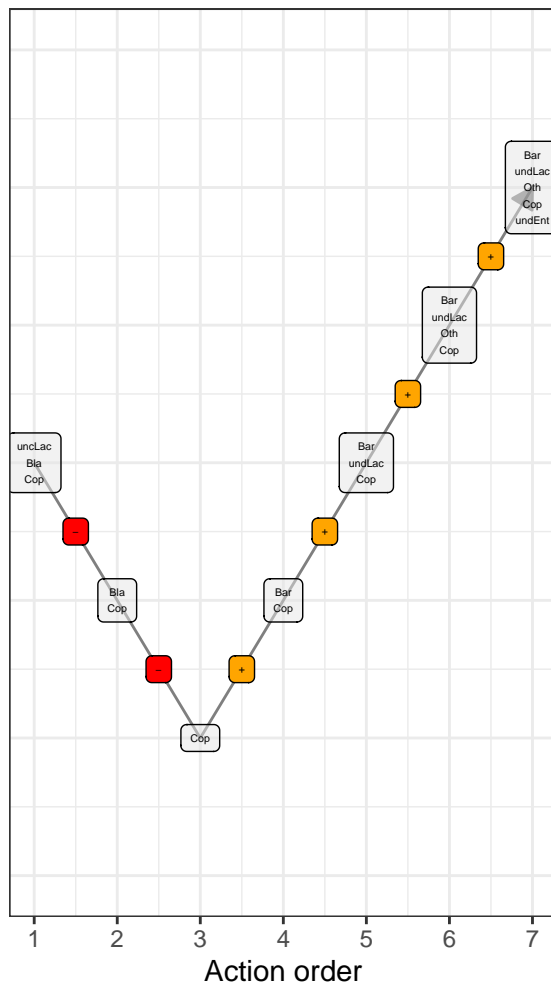 Bar
undLac
Oth
Cop
undEnt
+
Bar
undLac
Oth
Cop
+
uncLac
Bla
Cop
Bar
undLac
Cop
-
+
Bla
Cop
Bar
Cop
-
+
Cop
1 2 3 4 5 6 7
Action order